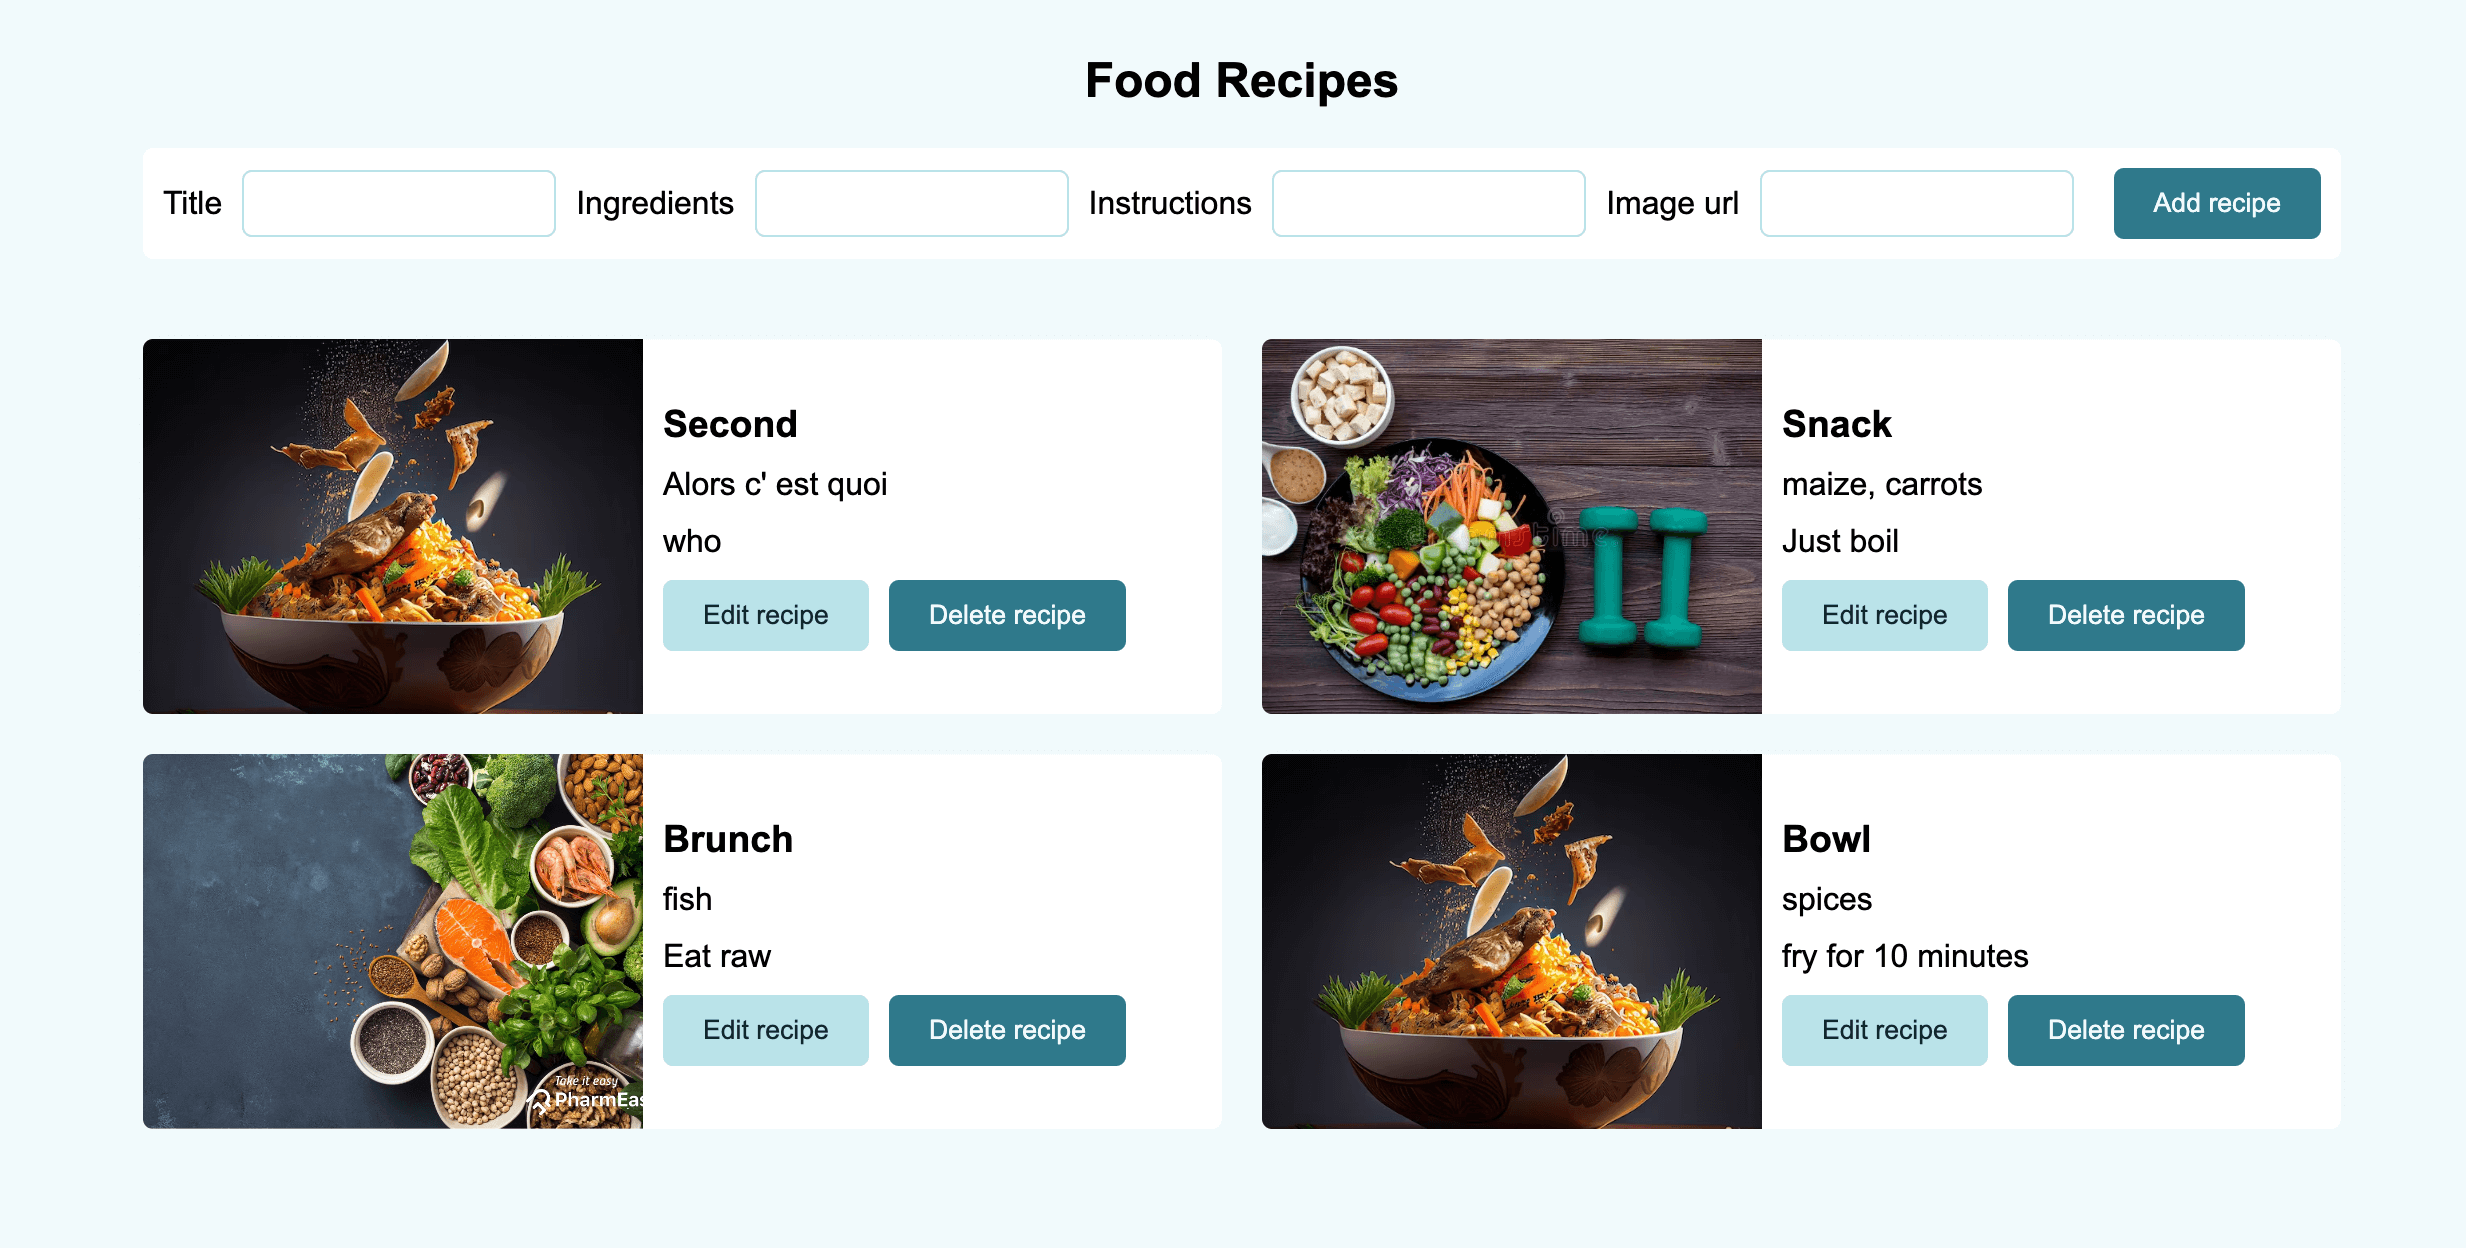 Food Recipes
Title Ingredients Instructions Image url Add recipe
Second
Alors c' est quoi
who
Edit recipe Delete recipe
Snack
maize, carrots
Just boil
Edit recipe Delete recipe
Brunch
fish
Eat raw
Edit recipe Delete recipe
Take it easy
PharmEas
Bowl
spices
fry for 10 minutes
Edit recipe Delete recipe